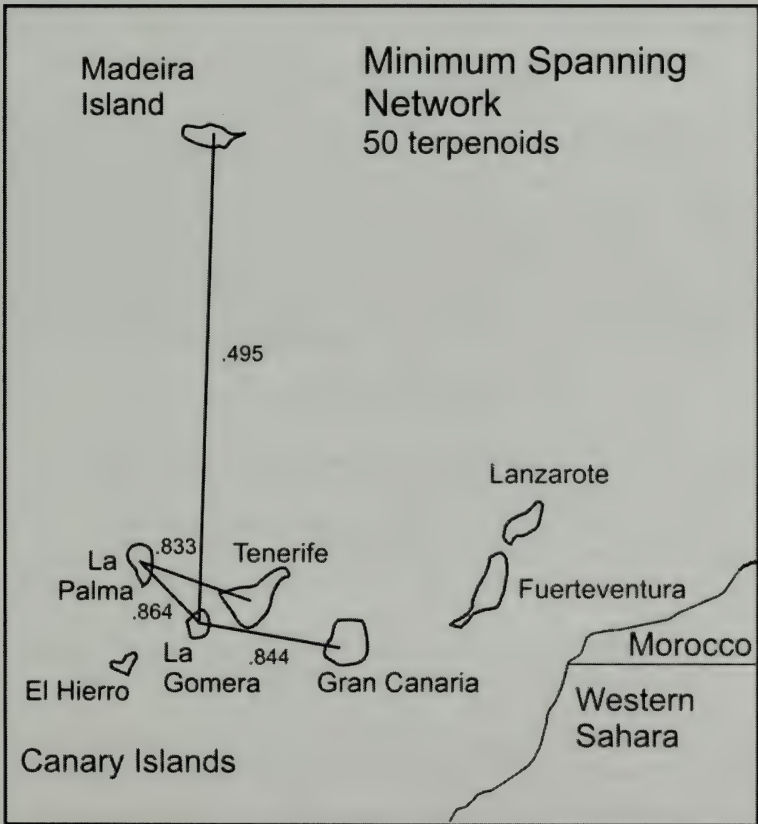 Madeira
Island
Minimum Spanning
Network
50 terpenoids
.495
Lanzarote
La
Palma
.833
Tenerife
Fuerteventura
.864
El Hierro
La
Gomera
.844
Gran Canaria
Morocco
Western
Sahara
Canary Islands